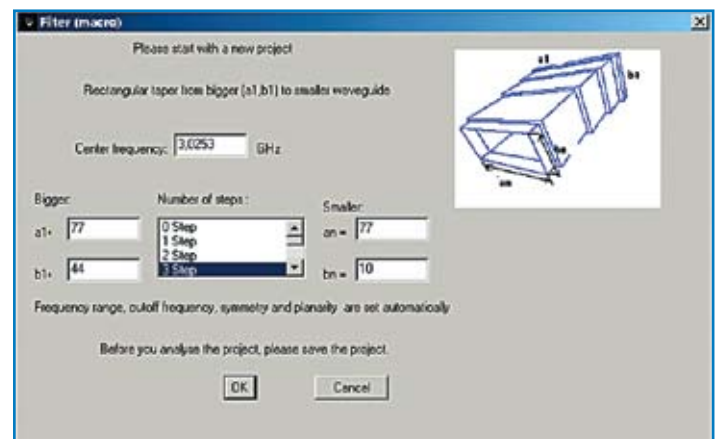 Filter (macro)
Please start with a new project
Rectangular taper from bigger (a1,b1) to smaller waveguide
Center frequency: 3,0253 GHz
Bigger: Number of steps : Smaller:
a1= 77 0 Step an = 77
1 Step
2 Step
b1= 44 3 Step bn = 10
Frequency range, cutoff frequency, symmetry and planarity are set automatically
Before you analyse the project, please save the project.
OK Cancel
a1
bn
an